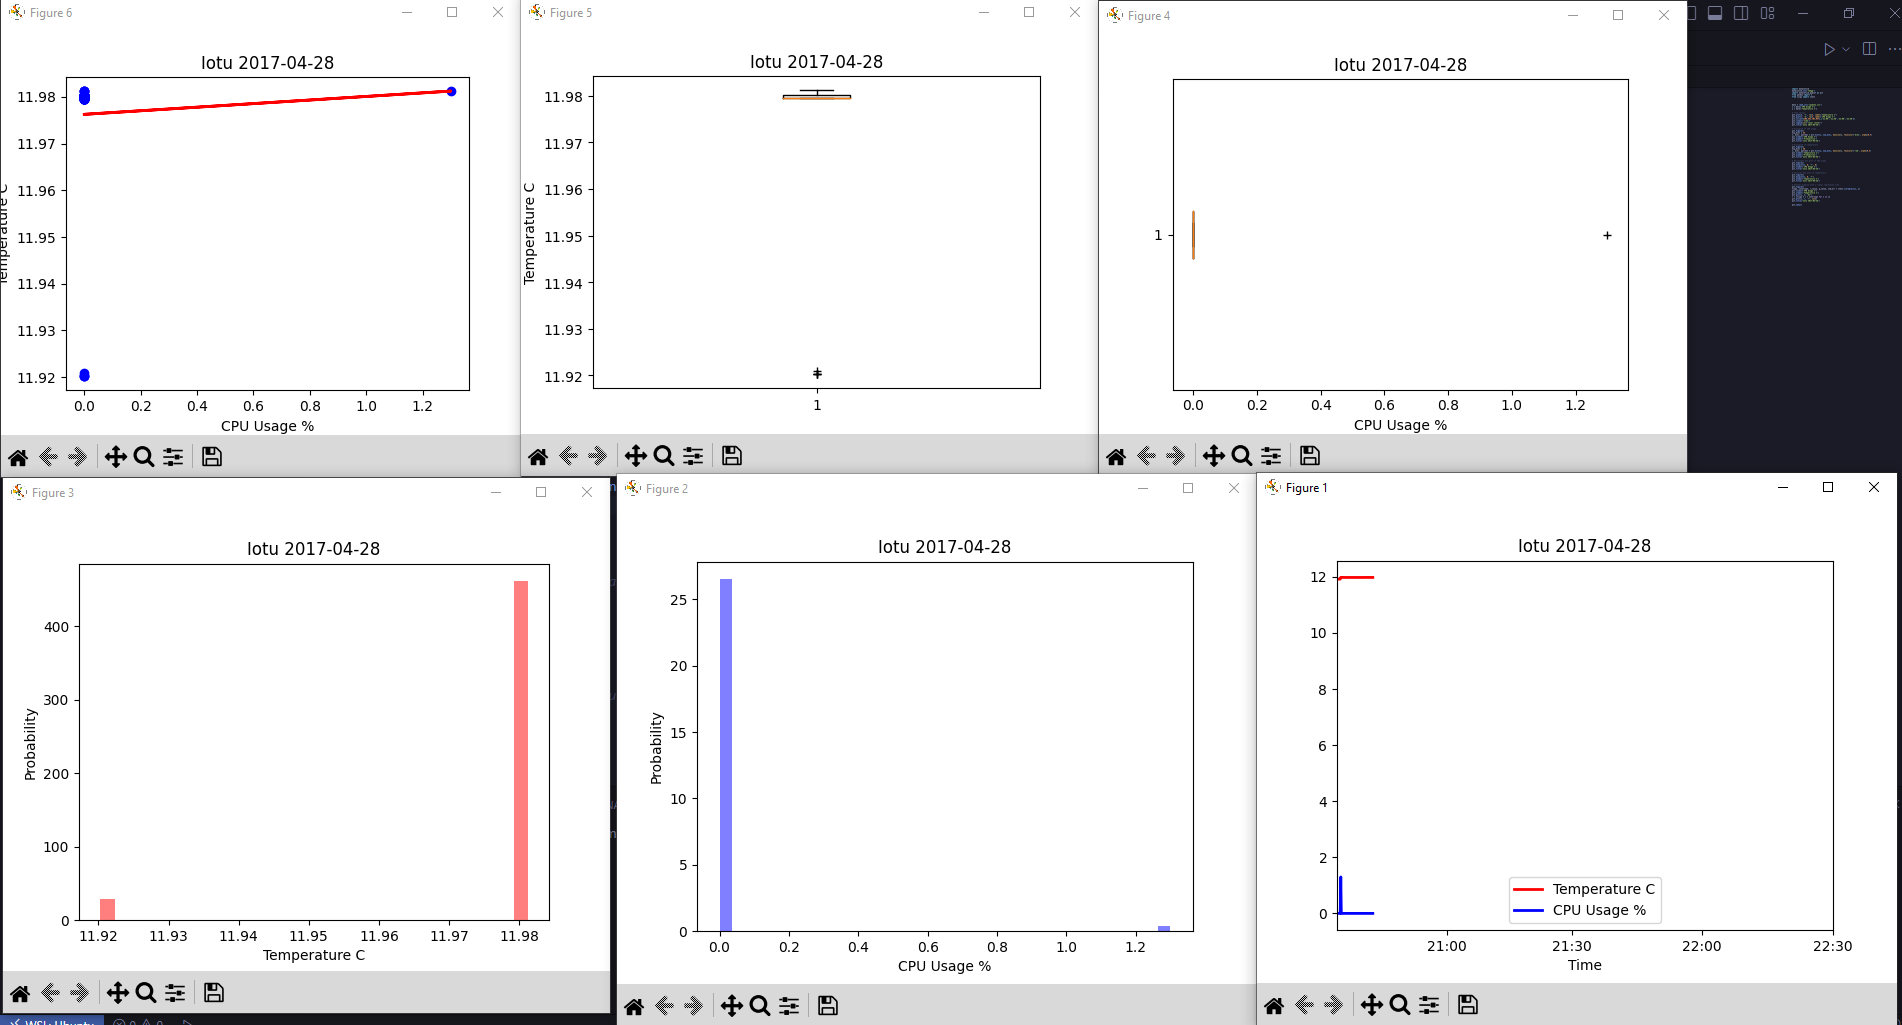 Figure 6
Iotu 2017-04-28
11.98
11.97
11.96
11.95
11.94
11.93
11.92
Temperature C
0.0 0.2 0.4 0.6 0.8 1.0 1.2
CPU Usage %
Figure 5
Iotu 2017-04-28
11.98
11.97
11.96
11.95
11.94
11.93
11.92
Temperature C
1
Figure 4
Iotu 2017-04-28
1
0.0 0.2 0.4 0.6 0.8 1.0 1.2
CPU Usage %
Figure 3
Iotu 2017-04-28
400
300
200
100
0
Probability
11.92 11.93 11.94 11.95 11.96 11.97 11.98
Temperature C
Figure 2
Iotu 2017-04-28
25
20
15
10
5
0
Probability
0.0 0.2 0.4 0.6 0.8 1.0 1.2
CPU Usage %
Figure 1
Iotu 2017-04-28
12
10
8
6
4
2
0
Temperature C
CPU Usage %
21:00 21:30 22:00 22:30
Time
WSL: Ubuntu